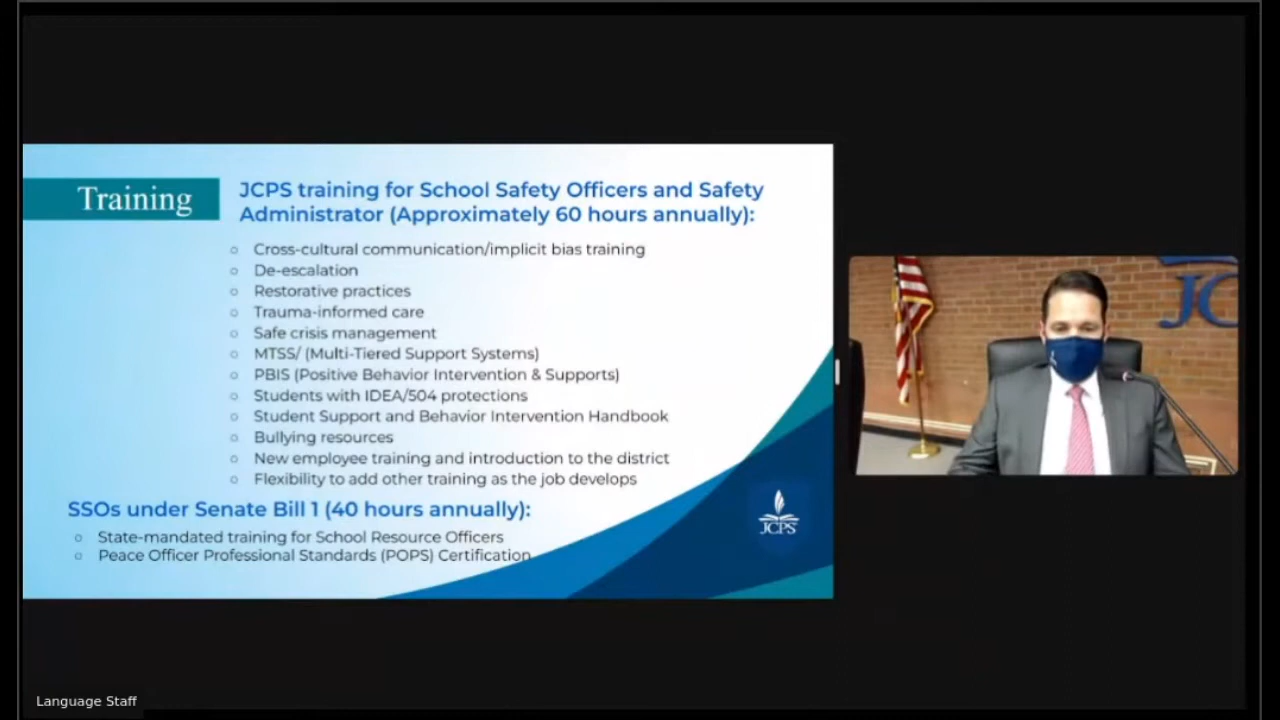 Training
JCPS training for School Safety Officers and Safety
Administrator (Approximately 60 hours annually):
○ Cross-cultural communication/implicit bias training
○ De-escalation
○ Restorative practices
○ Trauma-informed care
○ Safe crisis management
○ MTSS/ (Multi-Tiered Support Systems)
○ PBIS (Positive Behavior Intervention & Supports)
○ Students with IDEA/504 protections
○ Student Support and Behavior Intervention Handbook
○ Bullying resources
○ New employee training and introduction to the district
○ Flexibility to add other training as the job develops
SSOs under Senate Bill 1 (40 hours annually):
○ State-mandated training for School Resource Officers
○ Peace Officer Professional Standards (POPS) Certification
JCPS
JC
Language Staff